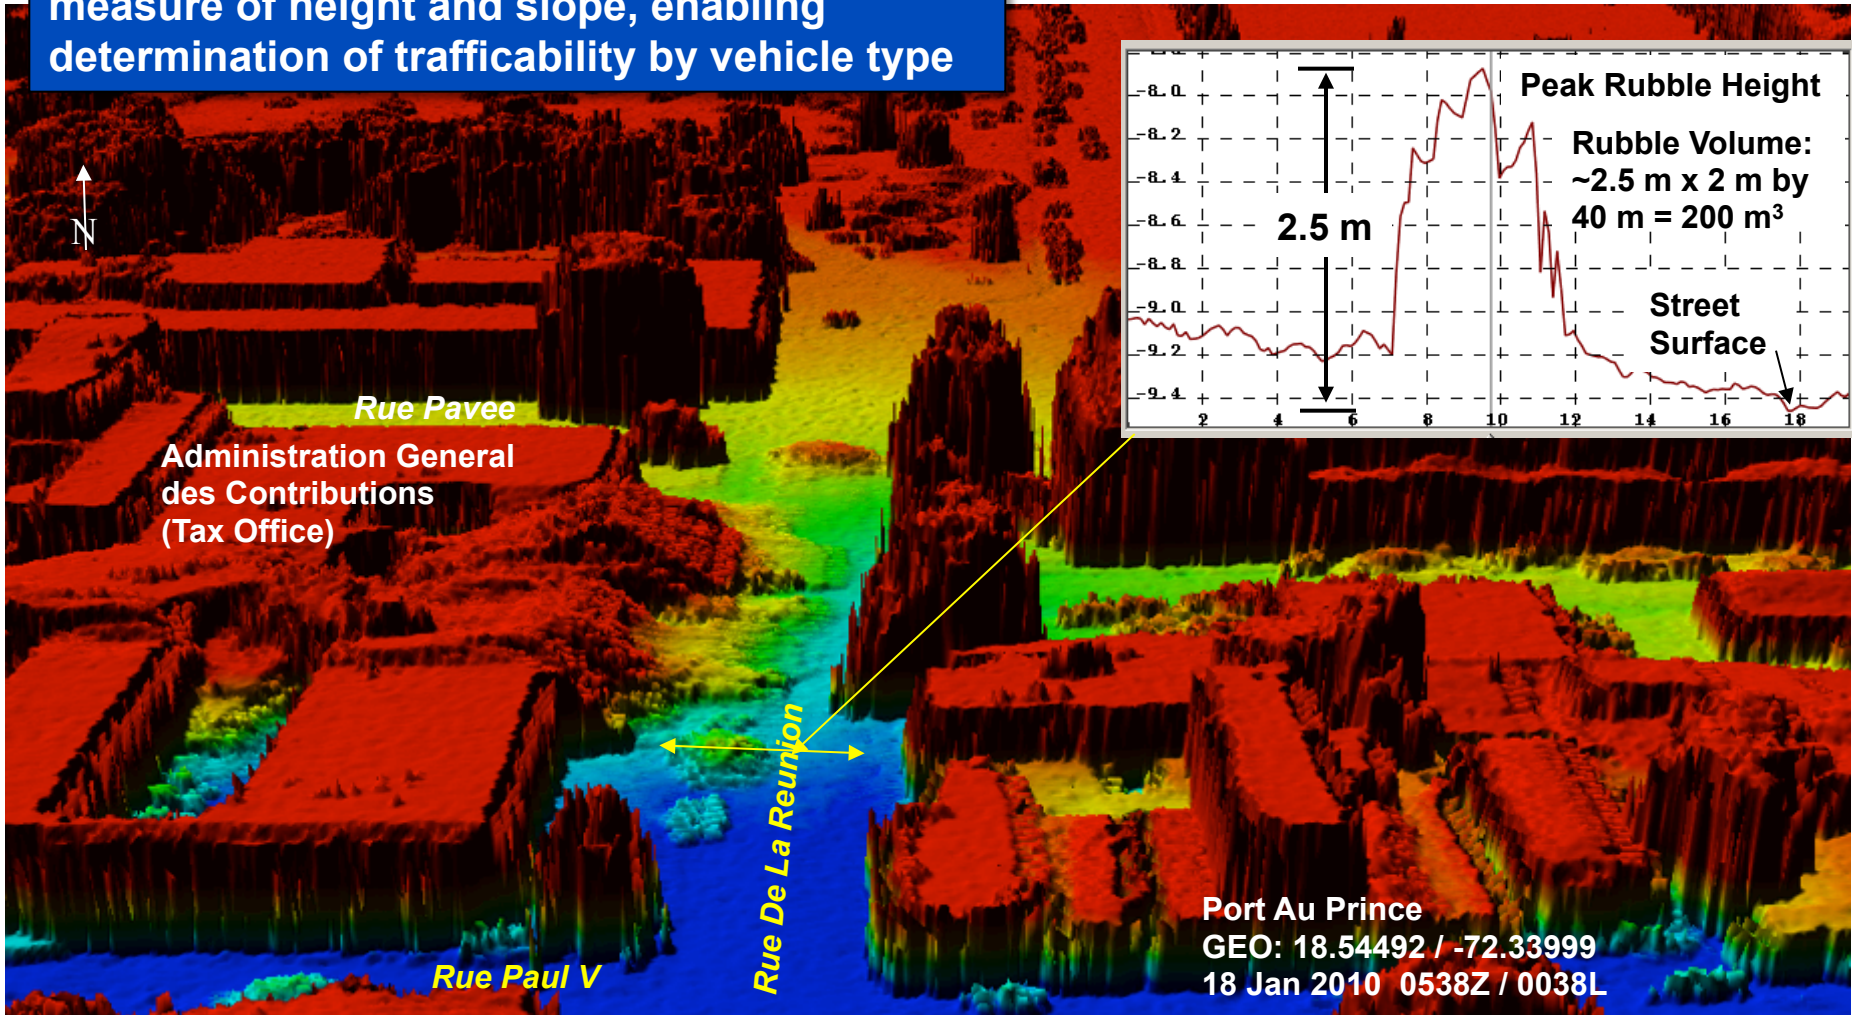 measure of height and slope, enabling
determination of trafficability by vehicle type
N
Rue Pavee
Administration General
des Contributions
(Tax Office)
Peak Rubble Height
Rubble Volume:
~2.5 m x 2 m by
40 m = 200 m³
2.5 m
Street
Surface
-8.0
-8.2
-8.4
-8.6
-8.8
-9.0
-9.2
-9.4
2 4 6 8 10 12 14 16 18
Rue De La Reunion
Rue Paul V
Port Au Prince
GEO: 18.54492 / -72.33999
18 Jan 2010 0538Z / 0038L